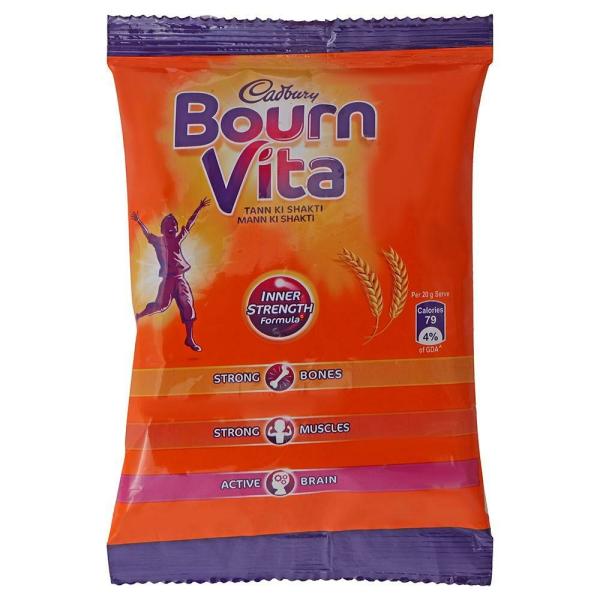 Cadbury
Bourn
Vita
TANN KI SHAKTI
MANN KI SHAKTI
INNER
STRENGTH
Formula
Per 20 g Serve
Calories
79
4%
of GDA^
STRONG BONES
STRONG MUSCLES
ACTIVE BRAIN